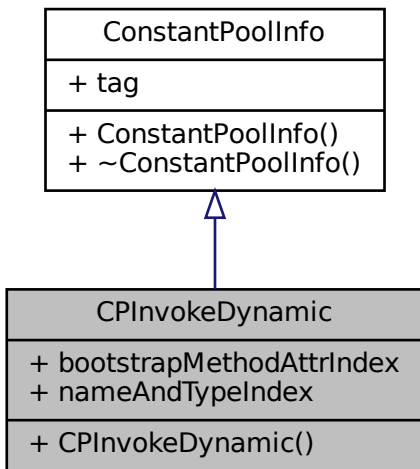 ConstantPoolInfo
+ tag
+ ConstantPoolInfo()
+ ~ConstantPoolInfo()
CPInvokeDynamic
+ bootstrapMethodAttrIndex
+ nameAndTypeIndex
+ CPInvokeDynamic()